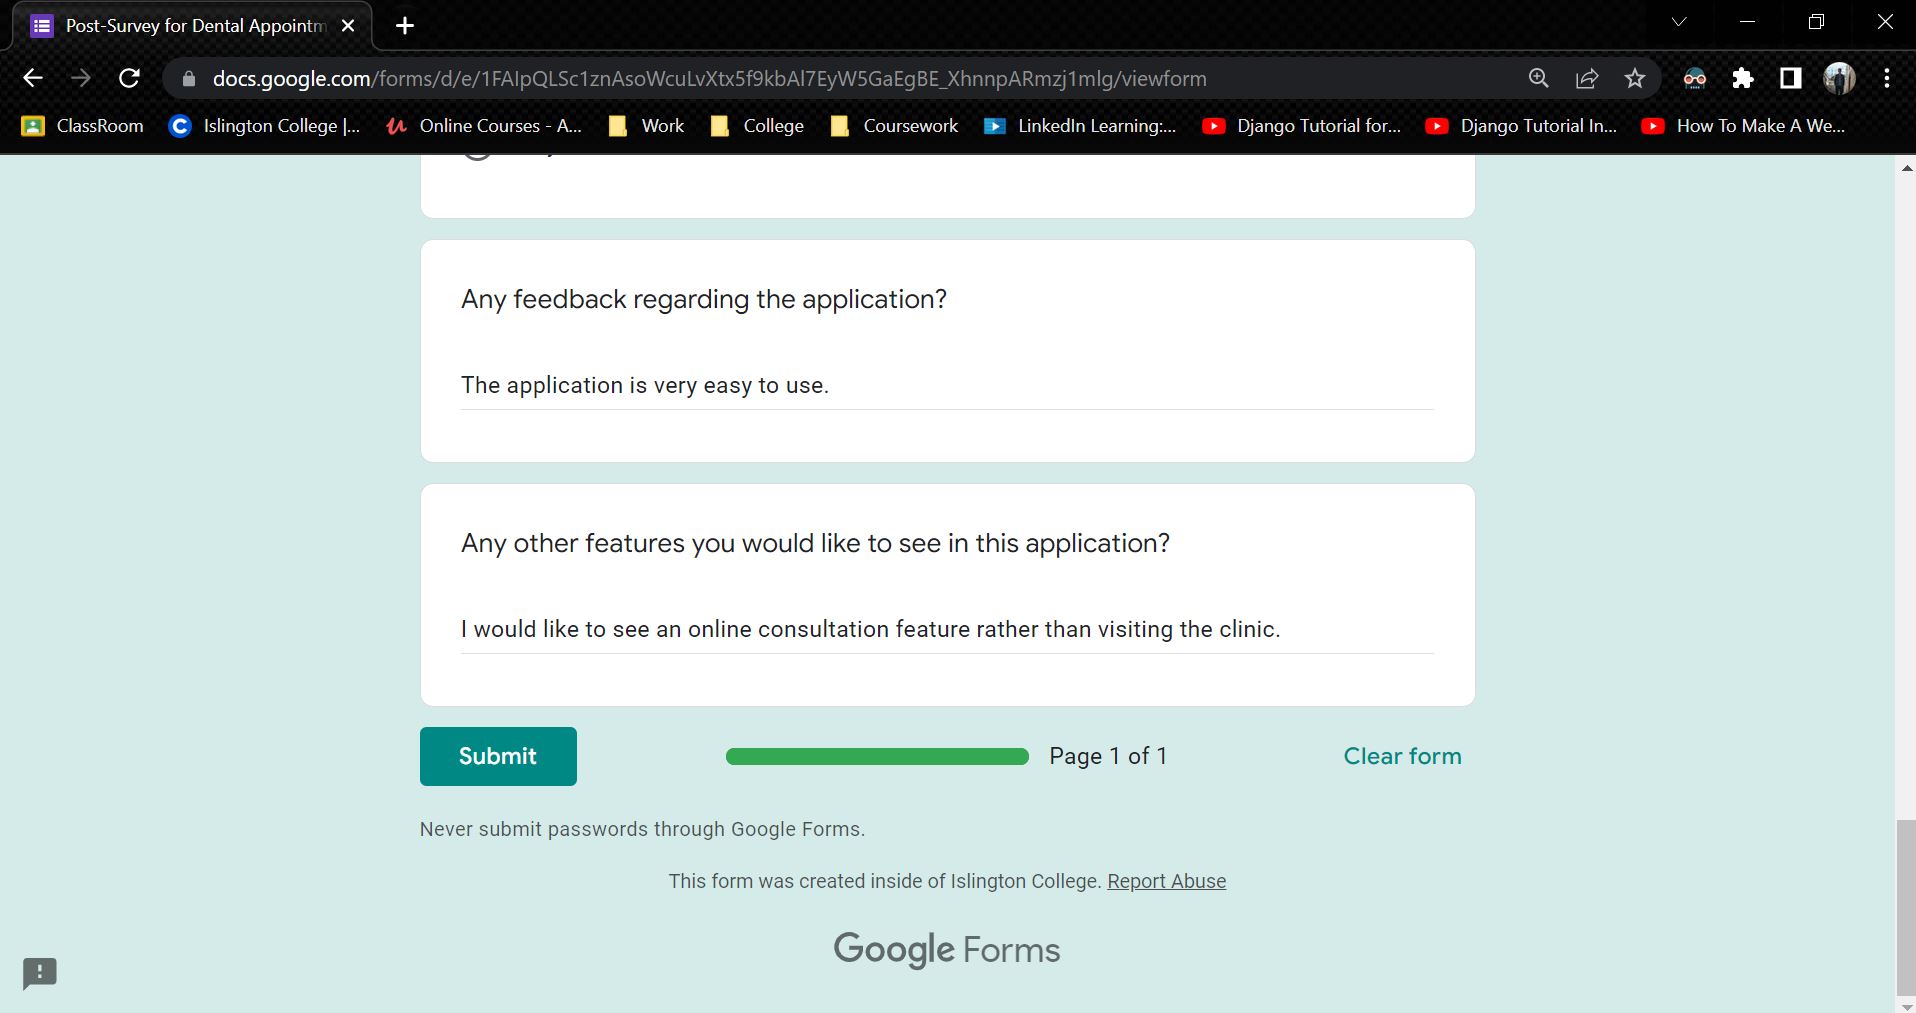 Post-Survey for Dental Appointm
docs.google.com/forms/d/e/1FAIpQLSc1znAsoWcuLvXtx5f9kbAl7EyW5GaEgBE_XhnnpARmzj1mlg/viewform
ClassRoom
Islington College |...
Online Courses - A...
Work
College
Coursework
LinkedIn Learning:...
Django Tutorial for...
Django Tutorial In...
How To Make A We...
Any feedback regarding the application?
The application is very easy to use.
Any other features you would like to see in this application?
I would like to see an online consultation feature rather than visiting the clinic.
Submit
Page 1 of 1
Clear form
Never submit passwords through Google Forms.
This form was created inside of Islington College. Report Abuse
Google Forms